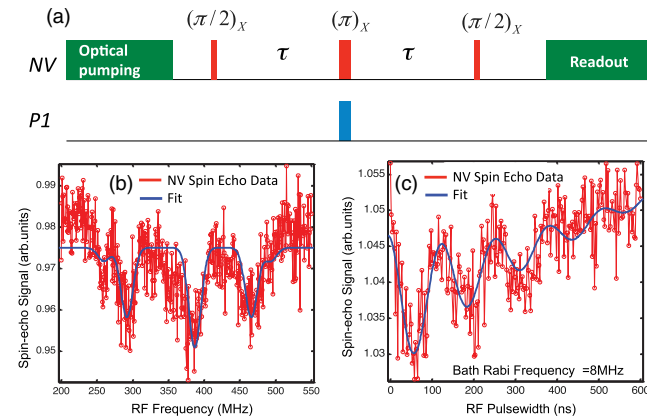 (a)
(π/2)X (π)X (π/2)X
NV Optical pumping τ τ Readout
P1
(b)
NV Spin Echo Data
Fit
Spin-echo Signal (arb.units)
0.99
0.98
0.97
0.96
0.95
200 250 300 350 400 450 500 550
RF Frequency (MHz)
(c)
NV Spin Echo Data
Fit
Spin-echo Signal (arb.units)
1.055
1.05
1.045
1.04
1.035
1.03
Bath Rabi Frequency =8MHz
0 100 200 300 400 500 600
RF Pulsewidth (ns)